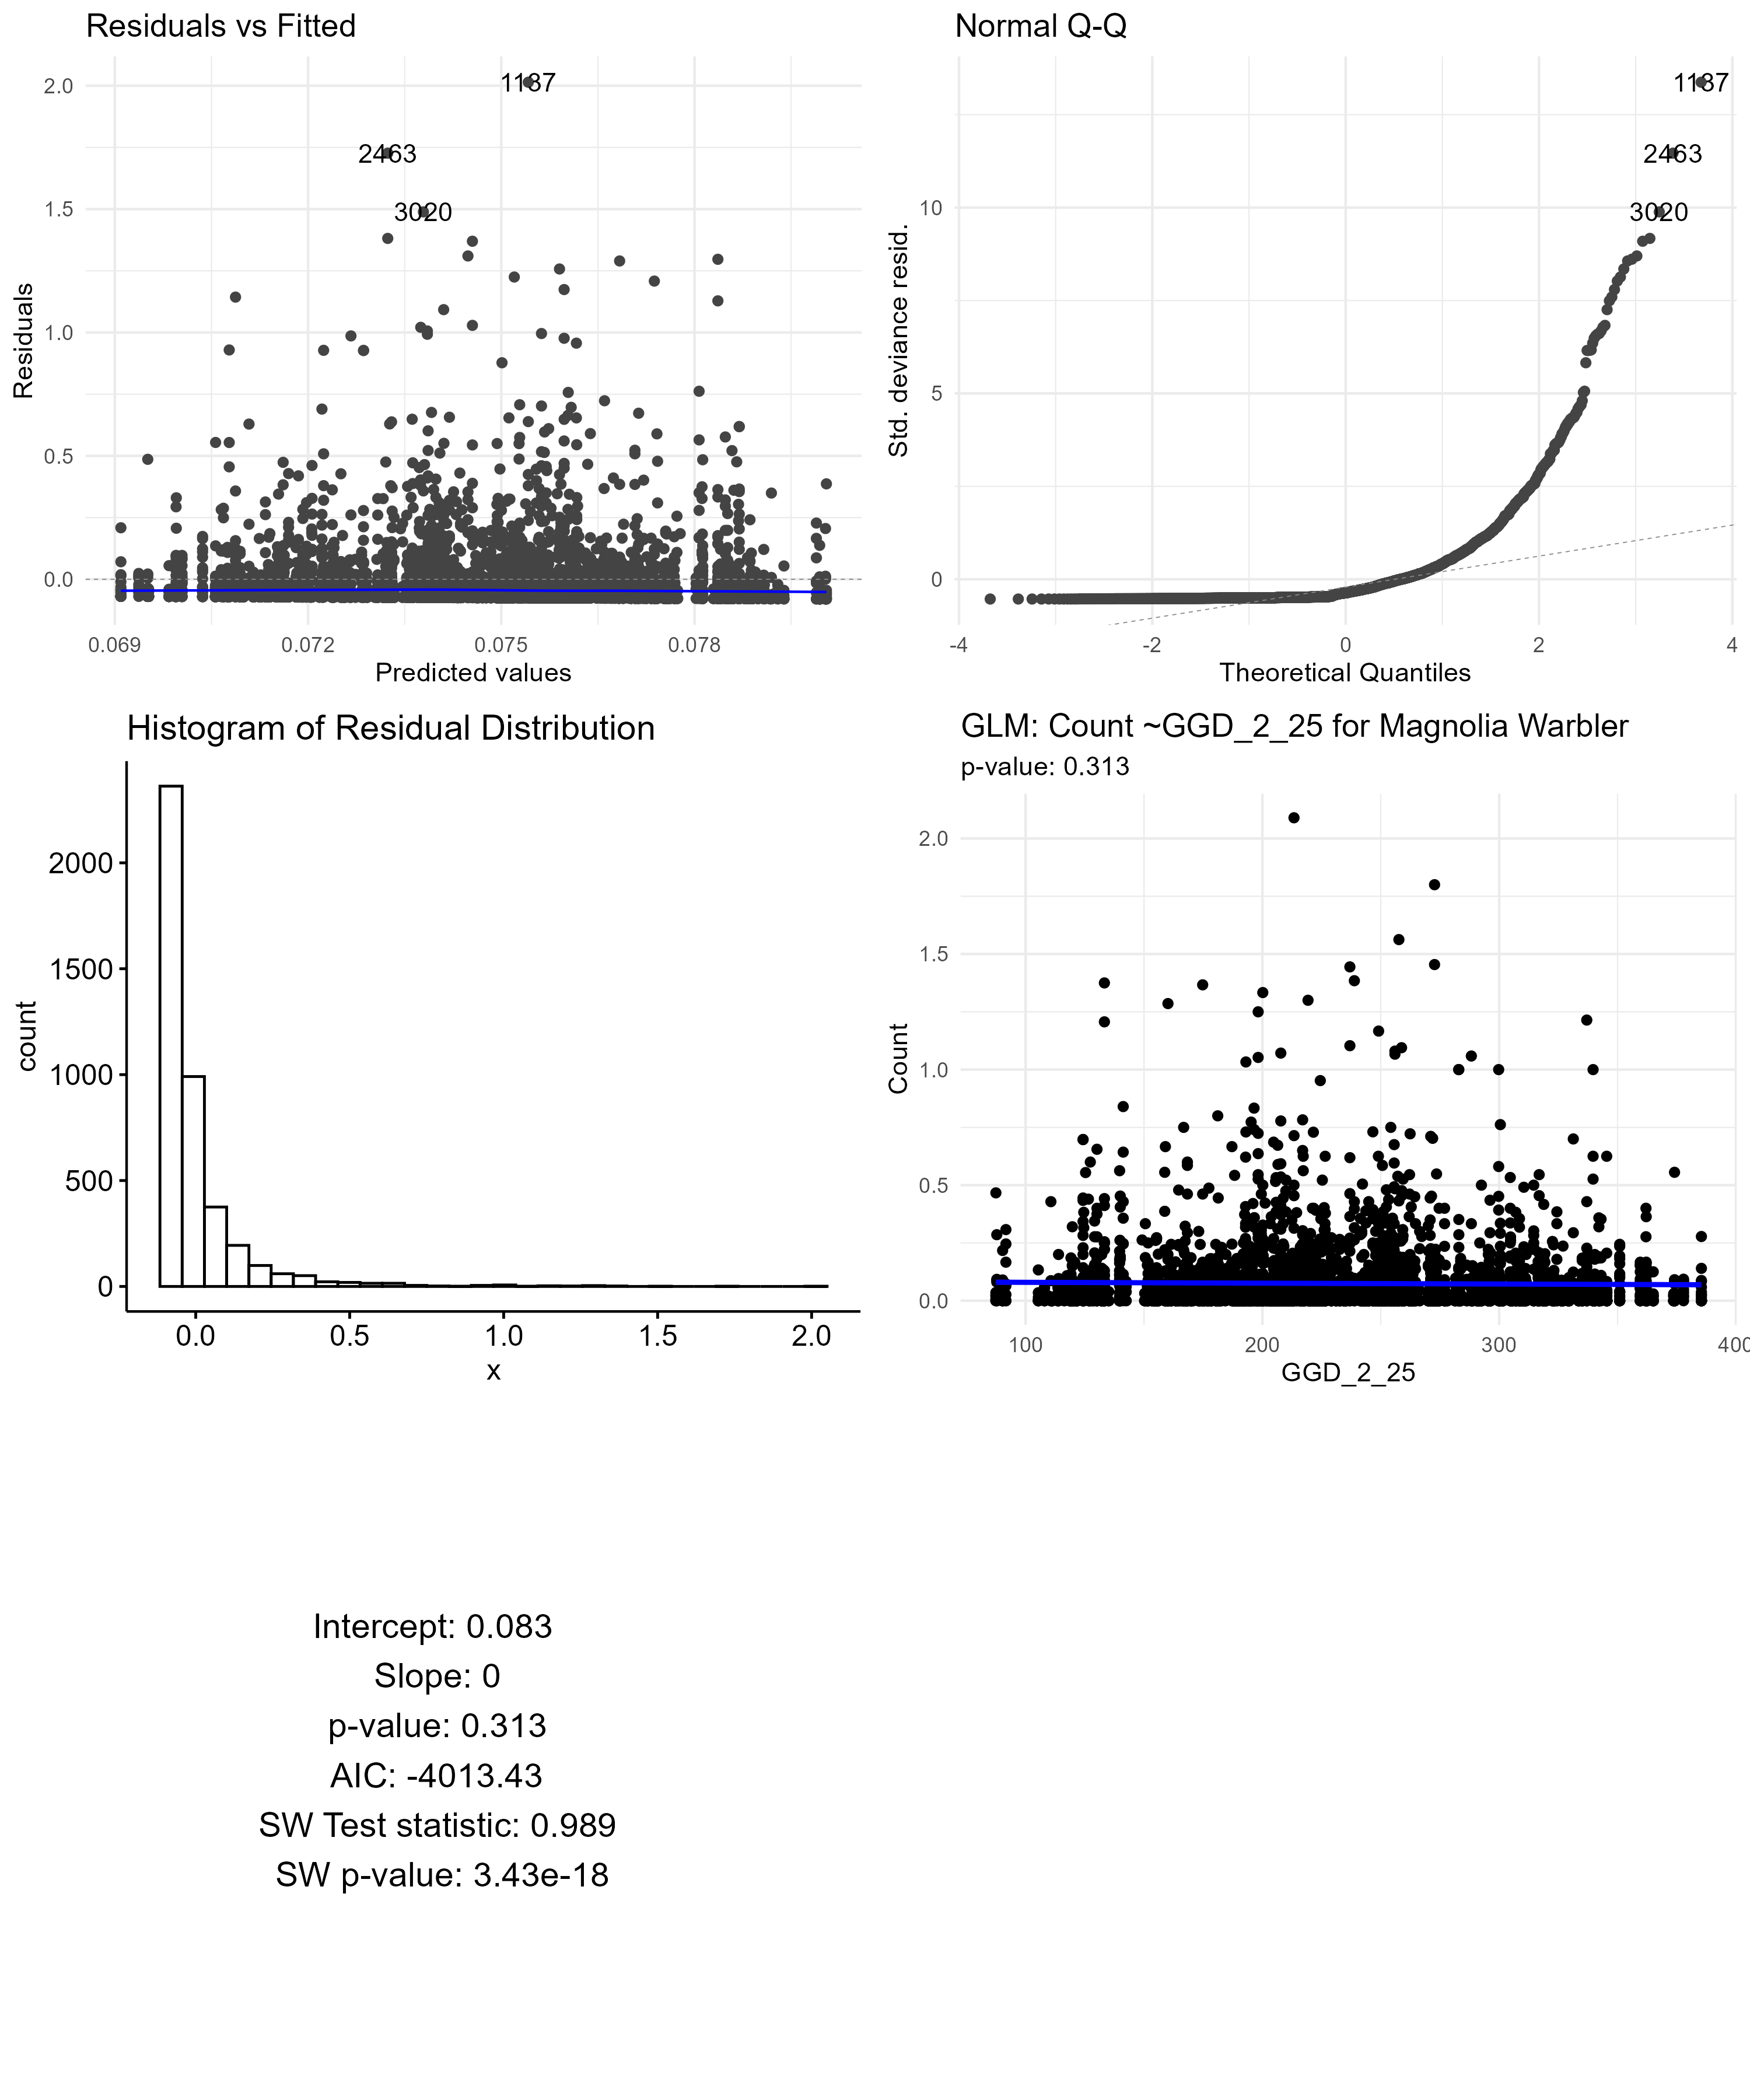 Residuals vs Fitted
2.0
1.5
1.0
0.5
0.0
Residuals
1187
2463
3020
0.069
0.072
0.075
0.078
Predicted values
Normal Q-Q
10
5
0
Std. deviance resid.
1187
2463
3020
-4
-2
0
2
4
Theoretical Quantiles
Histogram of Residual Distribution
2000
1500
1000
500
0
count
0.0
0.5
1.0
1.5
2.0
x
GLM: Count ~GGD_2_25 for Magnolia Warbler
p-value: 0.313
2.0
1.5
1.0
0.5
0.0
Count
100
200
300
400
GGD_2_25
Intercept: 0.083
Slope: 0
p-value: 0.313
AIC: -4013.43
SW Test statistic: 0.989
SW p-value: 3.43e-18